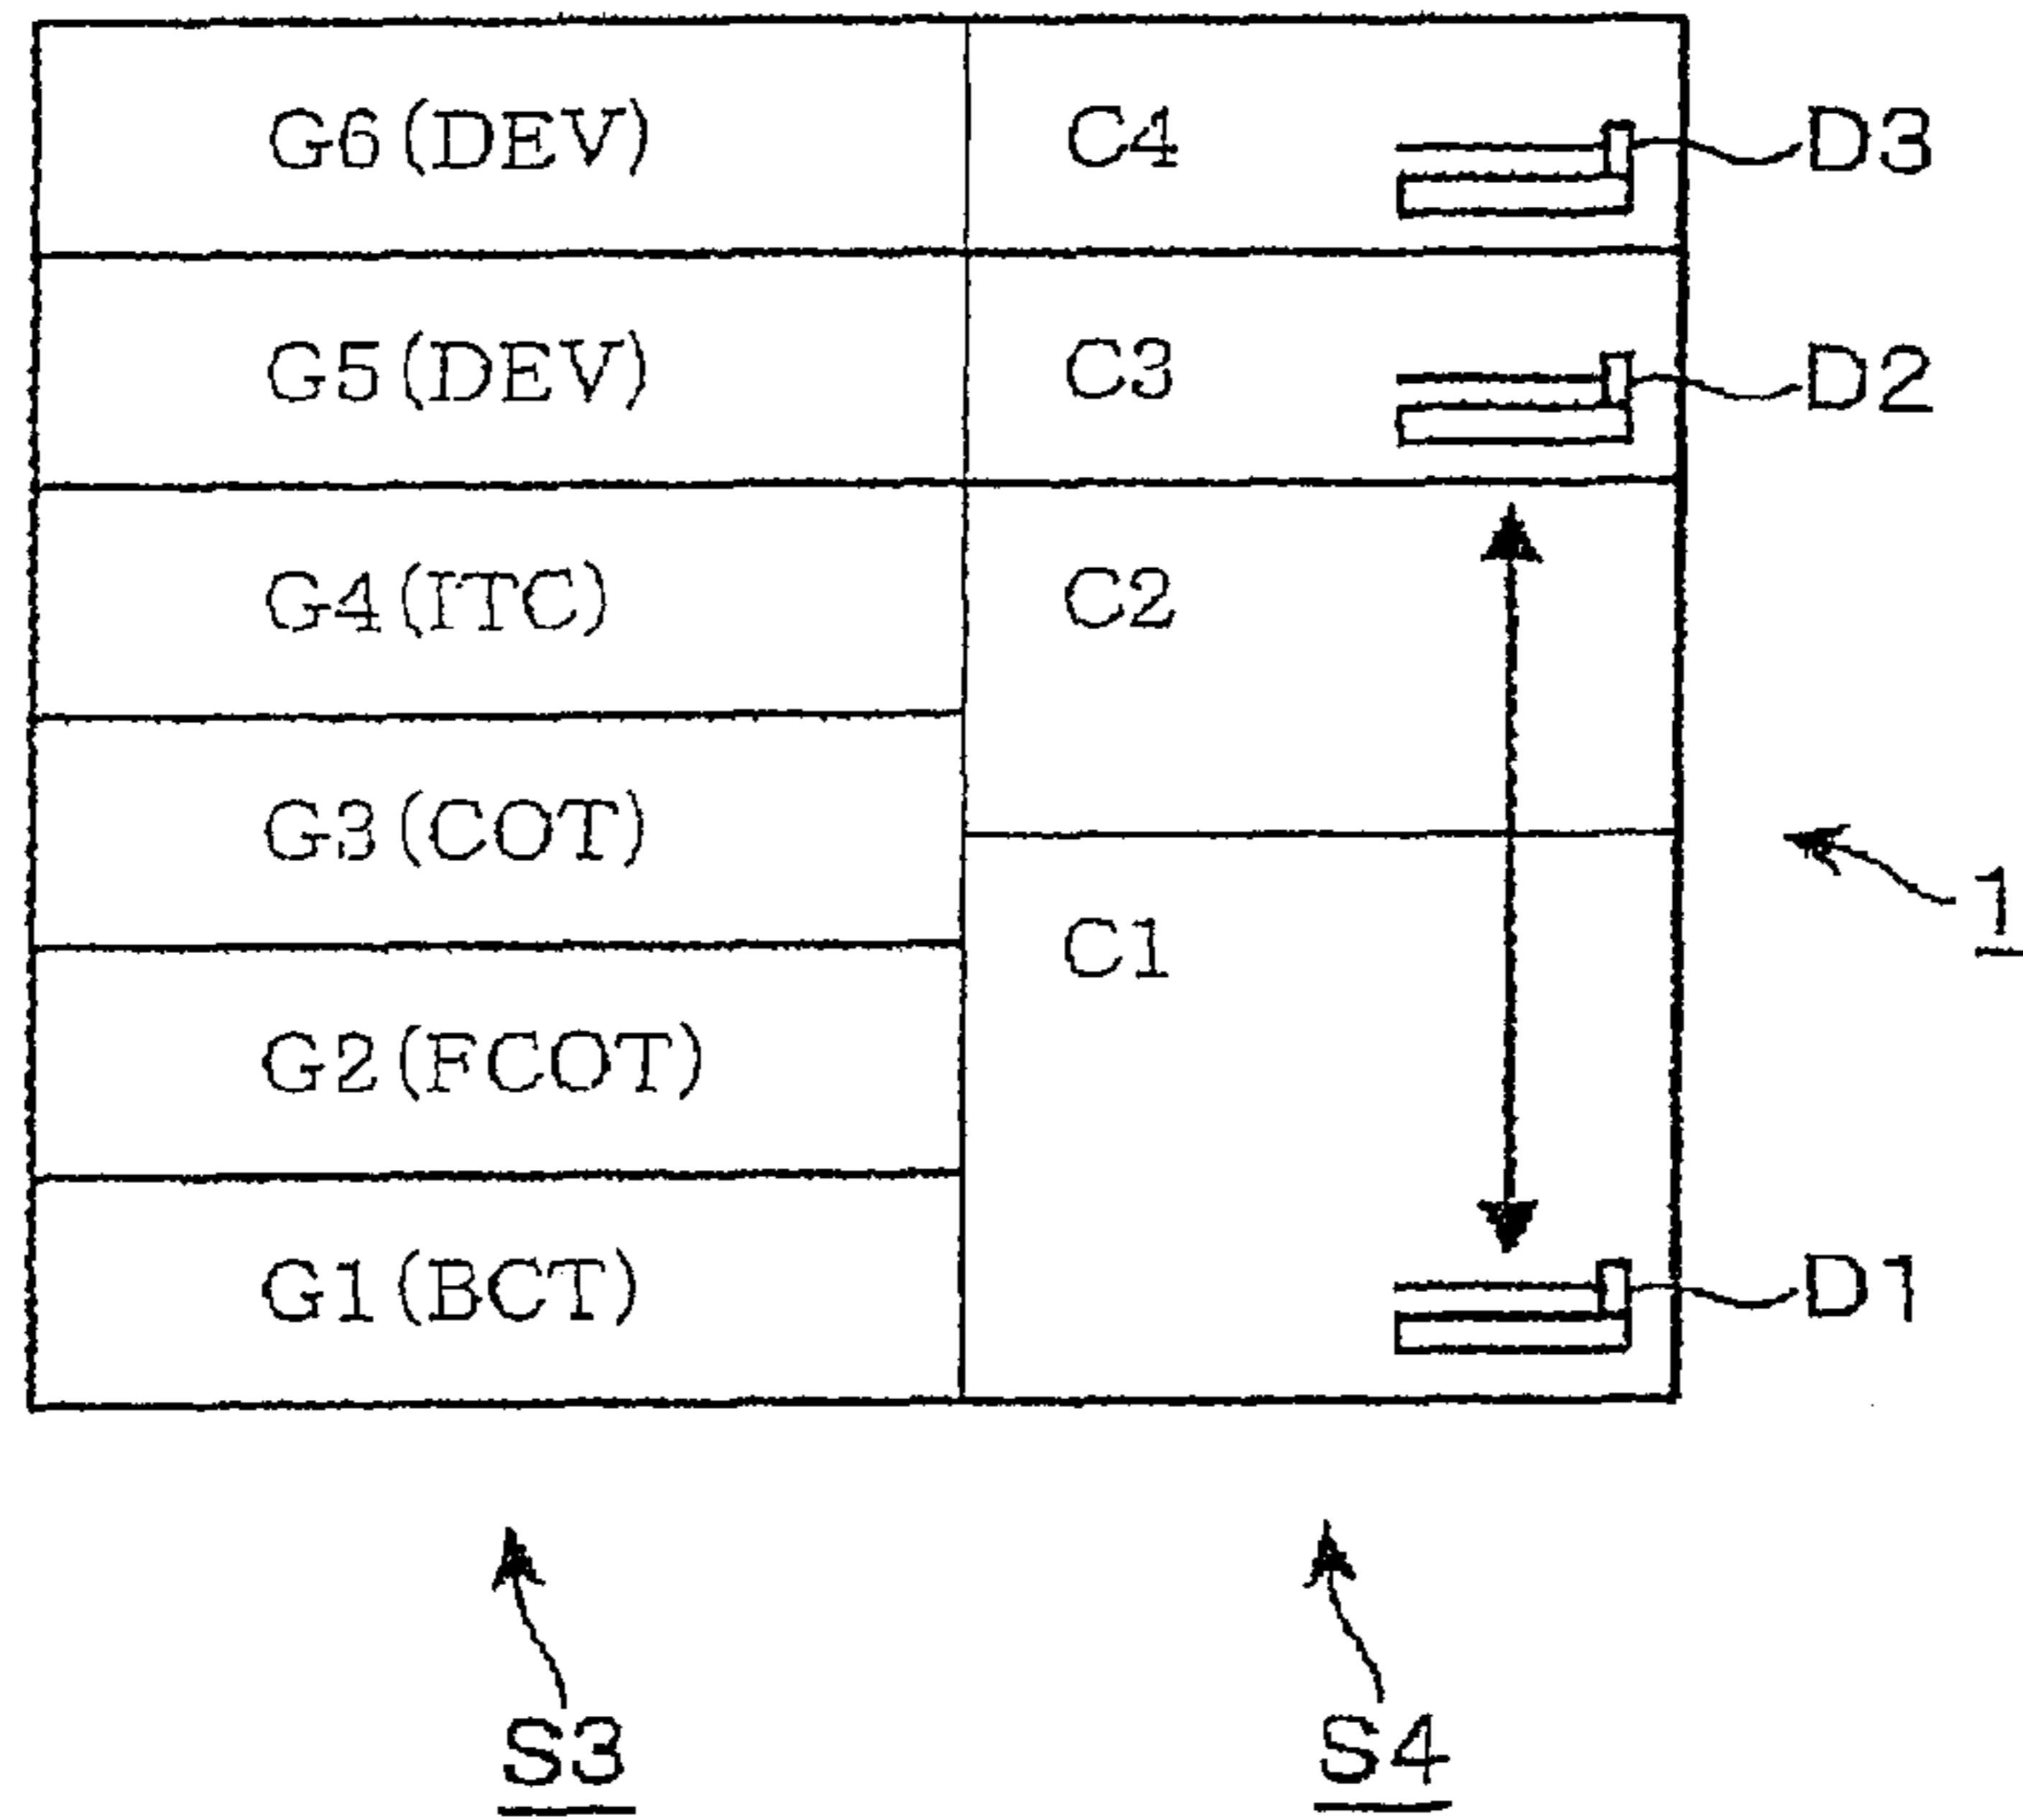 G6(DEV) C4 D3
G5(DEV) C3 D2
G4(ITC) C2
G3(COT)
1
C1
G2(FCOT)
G1(BCT) D1
S3 S4